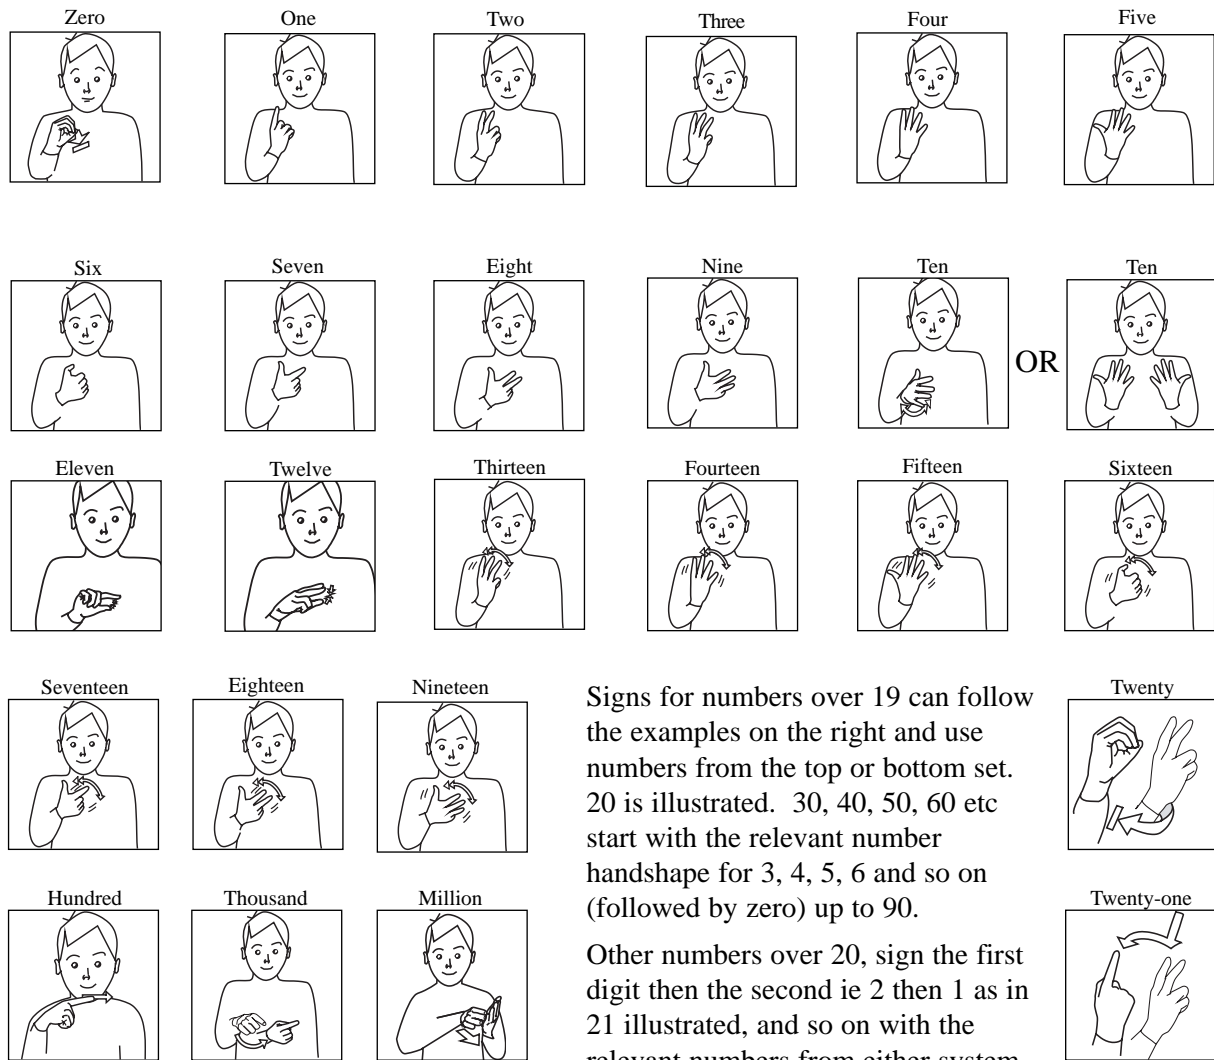 Zero
One
Two
Three
Four
Five
Six
Seven
Eight
Nine
Ten
OR
Ten
Eleven
Twelve
Thirteen
Fourteen
Fifteen
Sixteen
Seventeen
Eighteen
Nineteen
Signs for numbers over 19 can follow
the examples on the right and use
numbers from the top or bottom set.
20 is illustrated. 30, 40, 50, 60 etc
start with the relevant number
handshape for 3, 4, 5, 6 and so on
(followed by zero) up to 90.
Twenty
Hundred
Thousand
Million
Other numbers over 20, sign the first
digit then the second ie 2 then 1 as in
21 illustrated, and so on with the
relevant numbers from either system
Twenty-one